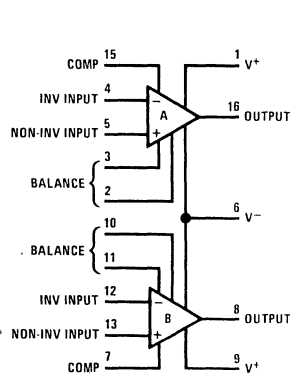 COMP 15 1 V+
INV INPUT 4 −
NON-INV INPUT 5 + A 16 OUTPUT
BALANCE 3
2
6 V−
BALANCE 10
11
INV INPUT 12 −
NON-INV INPUT 13 + B 8 OUTPUT
COMP 7 9 V+